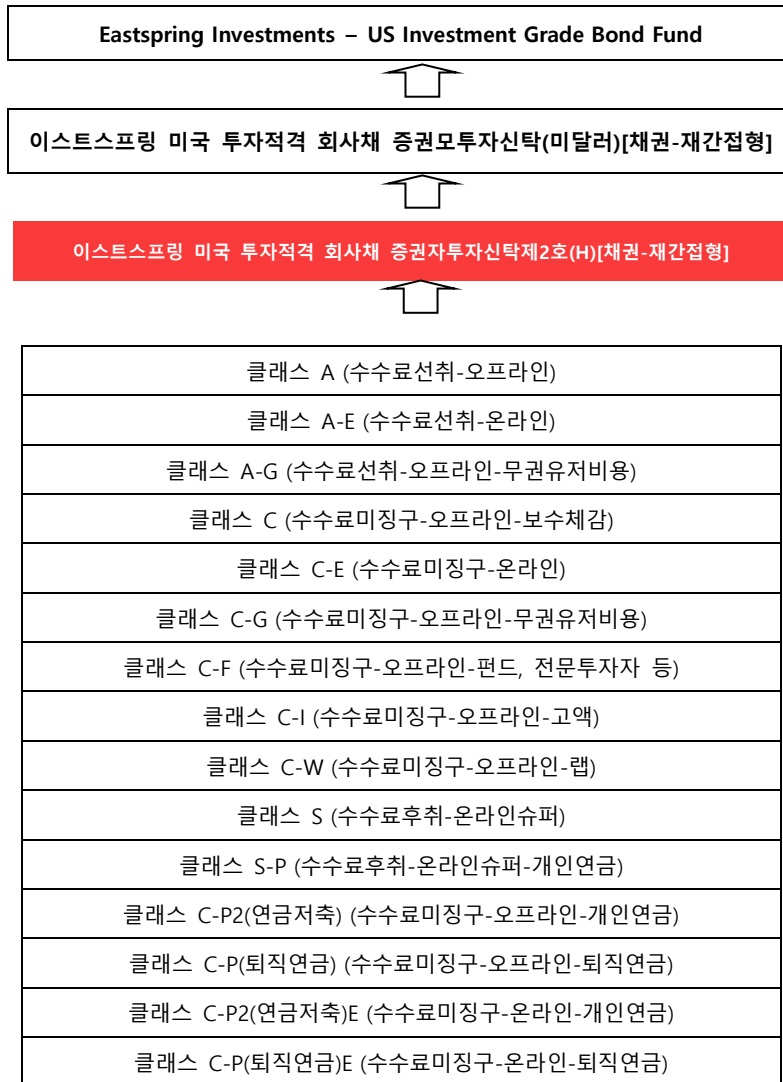 Eastspring Investments – US Investment Grade Bond Fund
이스트스프링 미국 투자적격 회사채 증권모투자신탁(미달러)[채권-재간접형]
이스트스프링 미국 투자적격 회사채 증권자투자신탁제2호(H)[채권-재간접형]
클래스 A (수수료선취-오프라인)
클래스 A-E (수수료선취-온라인)
클래스 A-G (수수료선취-오프라인-무권유저비용)
클래스 C (수수료미징구-오프라인-보수체감)
클래스 C-E (수수료미징구-온라인)
클래스 C-G (수수료미징구-오프라인-무권유저비용)
클래스 C-F (수수료미징구-오프라인-펀드, 전문투자자 등)
클래스 C-I (수수료미징구-오프라인-고액)
클래스 C-W (수수료미징구-오프라인-랩)
클래스 S (수수료후취-온라인슈퍼)
클래스 S-P (수수료후취-온라인슈퍼-개인연금)
클래스 C-P2(연금저축) (수수료미징구-오프라인-개인연금)
클래스 C-P(퇴직연금) (수수료미징구-오프라인-퇴직연금)
클래스 C-P2(연금저축)E (수수료미징구-온라인-개인연금)
클래스 C-P(퇴직연금)E (수수료미징구-온라인-퇴직연금)